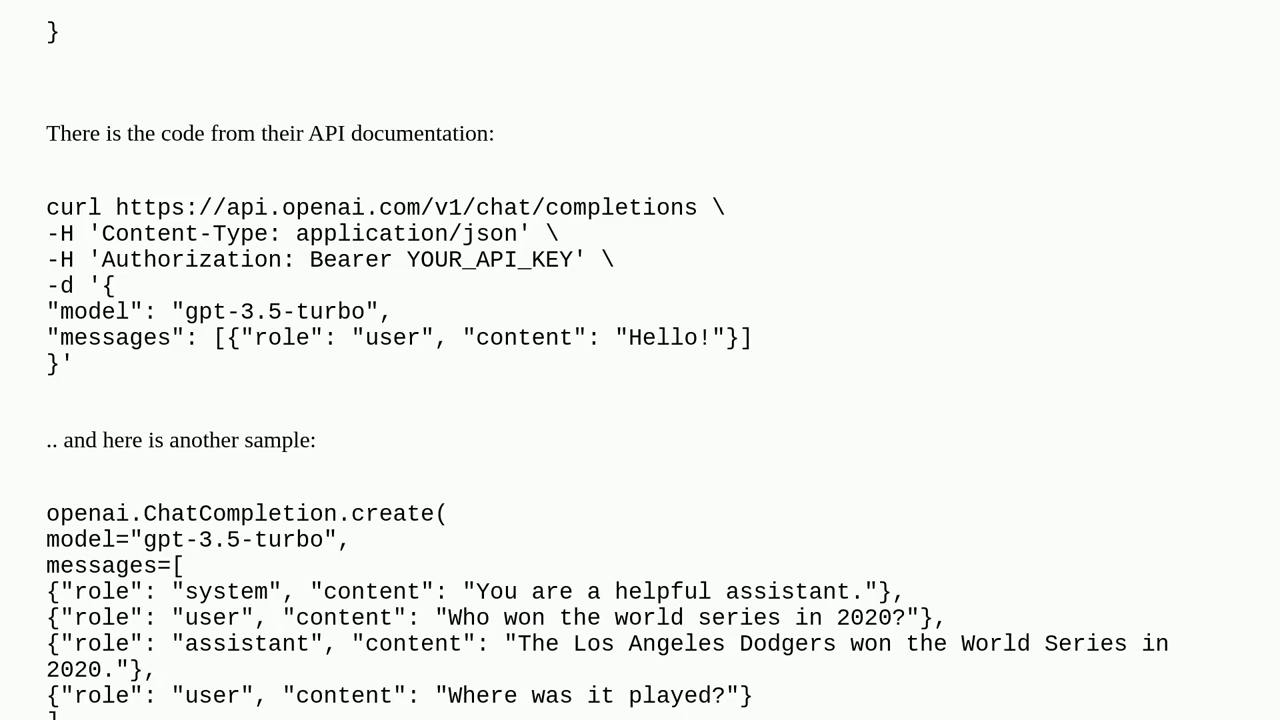 }
There is the code from their API documentation:
curl https://api.openai.com/v1/chat/completions \
-H 'Content-Type: application/json' \
-H 'Authorization: Bearer YOUR_API_KEY' \
-d '{
"model": "gpt-3.5-turbo",
"messages": [{"role": "user", "content": "Hello!"}]
}'
.. and here is another sample:
openai.ChatCompletion.create(
model="gpt-3.5-turbo",
messages=[
{"role": "system", "content": "You are a helpful assistant."},
{"role": "user", "content": "Who won the world series in 2020?"},
{"role": "assistant", "content": "The Los Angeles Dodgers won the World Series in
2020."},
{"role": "user", "content": "Where was it played?"}
]